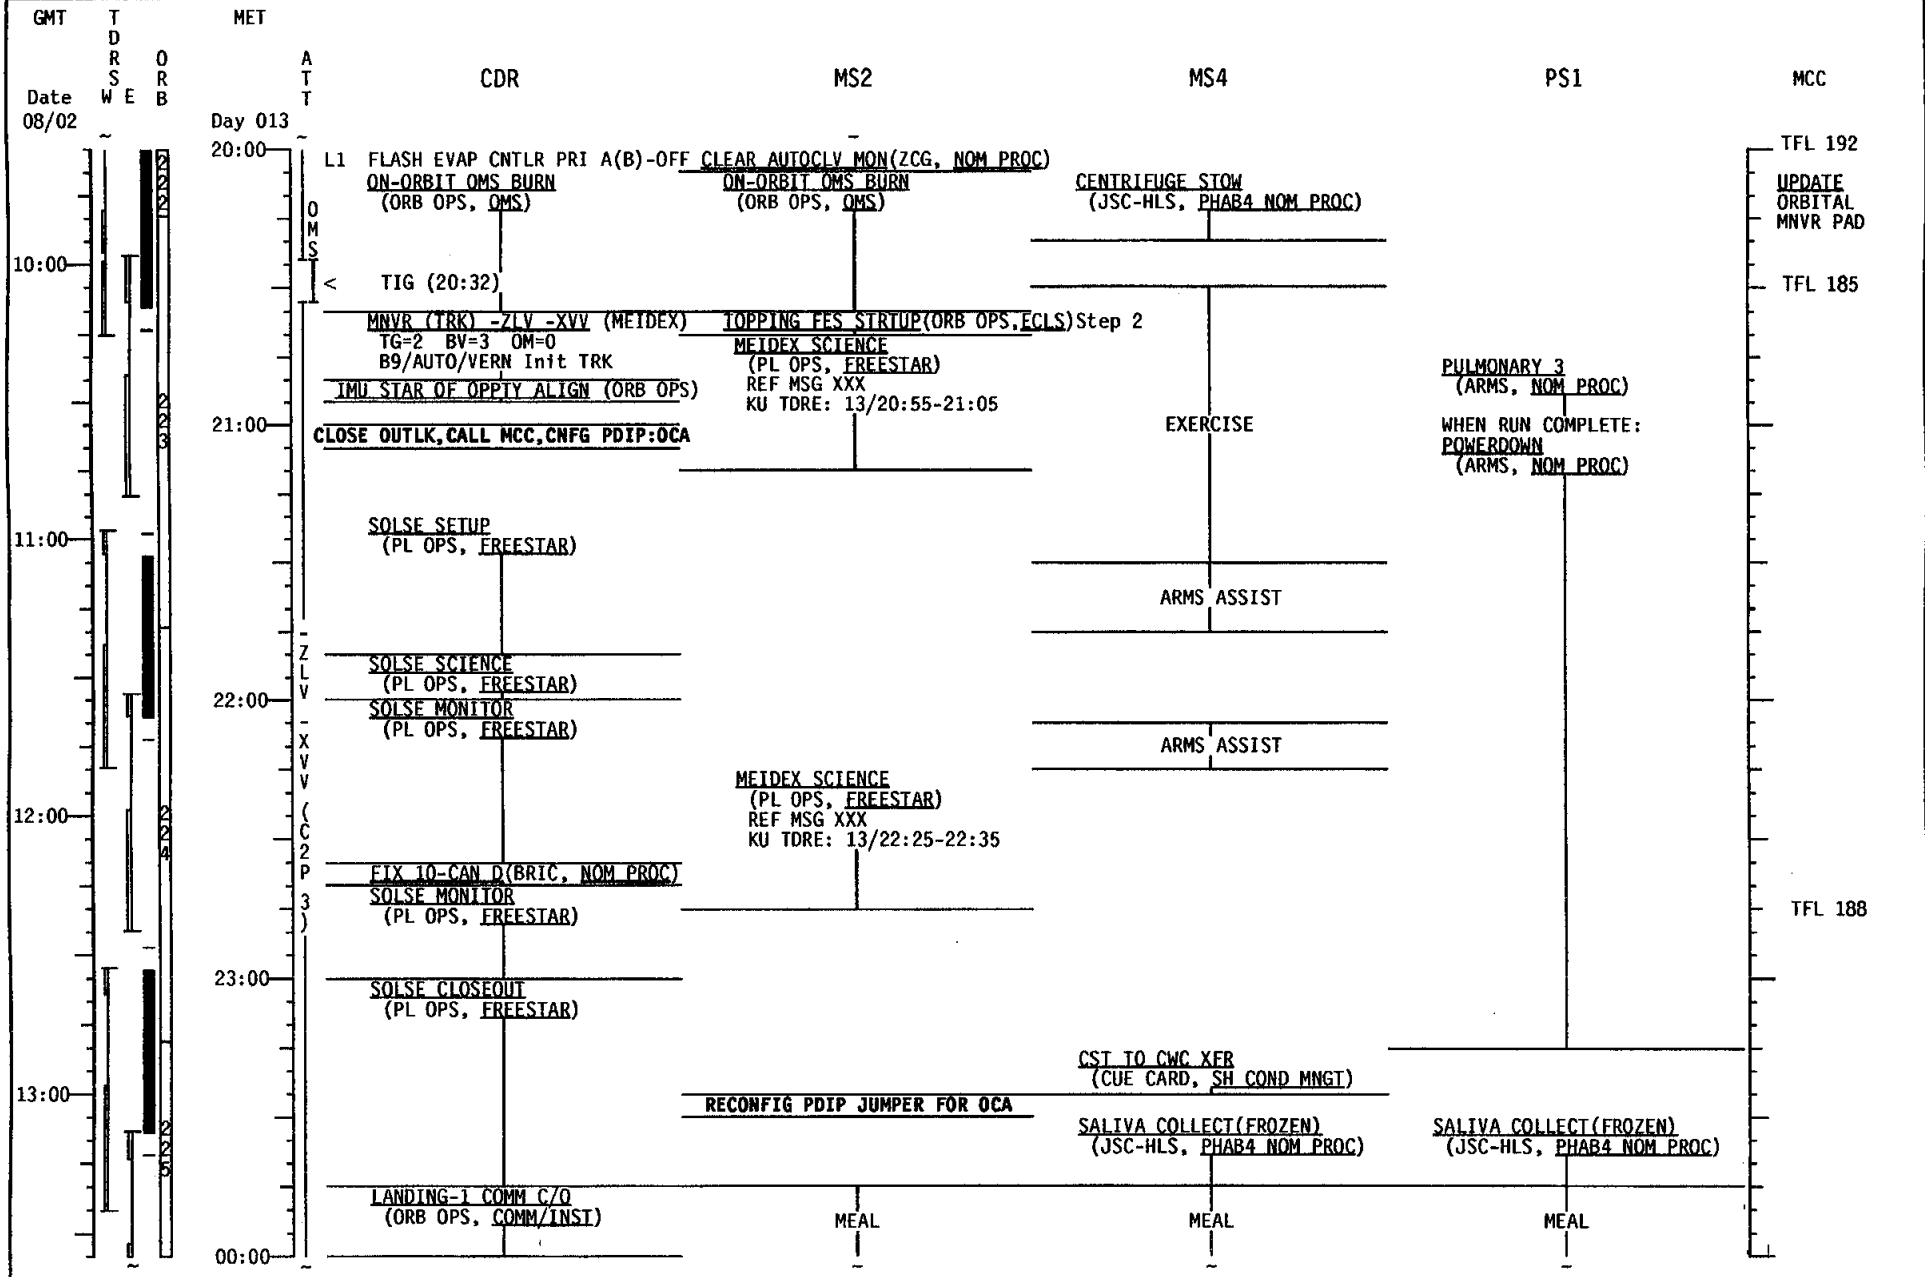 GMT
TDRS
W E
ORB
MET
ATT
CDR
MS2
MS4
PS1
MCC
Date
08/02
Day 013
20:00
L1 FLASH EVAP CNTLR PRI A(B)-OFF
CLEAR AUTOCLV MON(ZCG, NOM PROC)
TFL 192
ON-ORBIT OMS BURN
(ORB OPS, OMS)
ON-ORBIT OMS BURN
(ORB OPS, OMS)
CENTRIFUGE STOW
(JSC-HLS, PHAB4 NOM PROC)
UPDATE
ORBITAL
MNVR PAD
222
OMS
10:00
< TIG (20:32)
TFL 185
MNVR (TRK) -ZLV -XVV (MEIDEX)
TG=2 BV=3 OM=0
B9/AUTO/VERN Init TRK
TOPPING FES STRTUP(ORB OPS,ECLS)Step 2
MEIDEX SCIENCE
(PL OPS, FREESTAR)
REF MSG XXX
KU TDRE: 13/20:55-21:05
PULMONARY 3
(ARMS, NOM PROC)
IMU STAR OF OPPTY ALIGN (ORB OPS)
223
21:00
CLOSE OUTLK,CALL MCC,CNFG PDIP:OCA
EXERCISE
WHEN RUN COMPLETE:
POWERDOWN
(ARMS, NOM PROC)
SOLSE SETUP
(PL OPS, FREESTAR)
11:00
ARMS ASSIST
-ZLV -XVV (C2P3)
SOLSE SCIENCE
(PL OPS, FREESTAR)
22:00
SOLSE MONITOR
(PL OPS, FREESTAR)
ARMS ASSIST
MEIDEX SCIENCE
(PL OPS, FREESTAR)
REF MSG XXX
KU TDRE: 13/22:25-22:35
12:00
224
FIX 10-CAN D(BRIC, NOM PROC)
SOLSE MONITOR
(PL OPS, FREESTAR)
TFL 188
23:00
SOLSE CLOSEOUT
(PL OPS, FREESTAR)
CST TO CWC XFR
(CUE CARD, SH COND MNGT)
13:00
RECONFIG PDIP JUMPER FOR OCA
225
SALIVA COLLECT(FROZEN)
(JSC-HLS, PHAB4 NOM PROC)
SALIVA COLLECT(FROZEN)
(JSC-HLS, PHAB4 NOM PROC)
LANDING-1 COMM C/O
(ORB OPS, COMM/INST)
MEAL
MEAL
MEAL
00:00